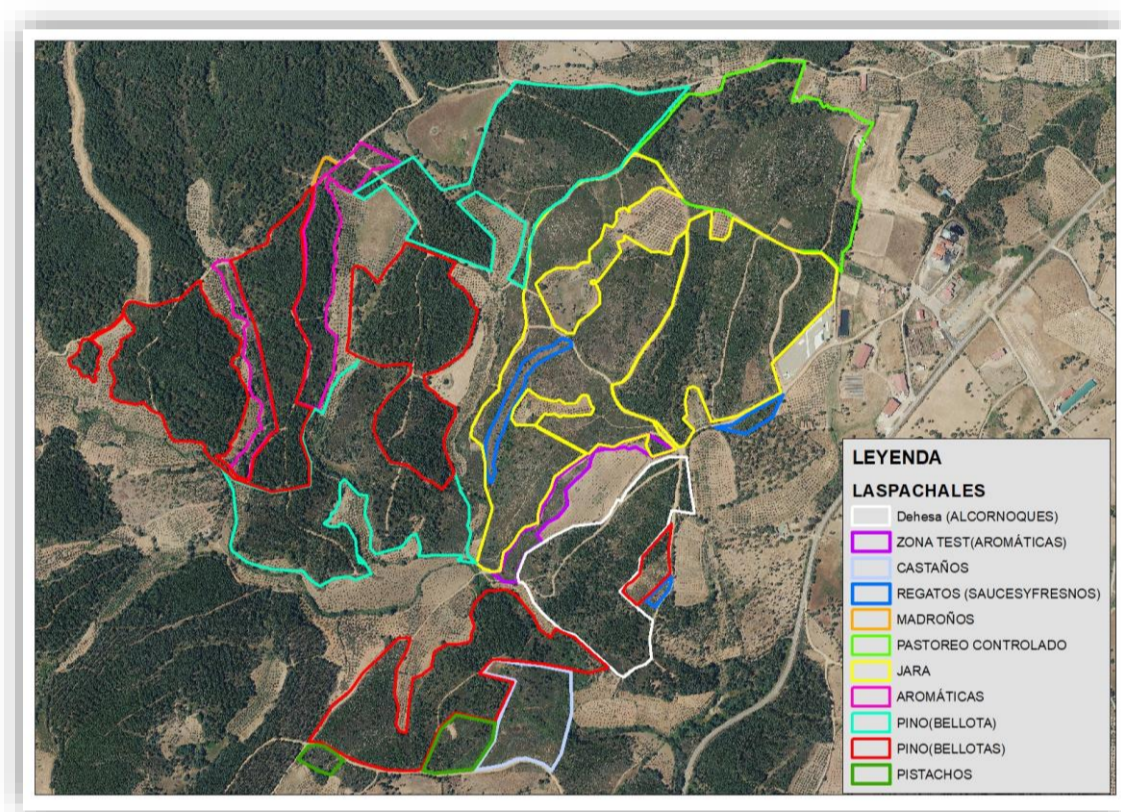 LEYENDA
LASPACHALES
Dehesa (ALCORNOQUES)
ZONA TEST(AROMÁTICAS)
CASTAÑOS
REGATOS (SAUCESYFRESNOS)
MADROÑOS
PASTOREO CONTROLADO
JARA
AROMÁTICAS
PINO(BELLOTA)
PINO(BELLOTAS)
PISTACHOS